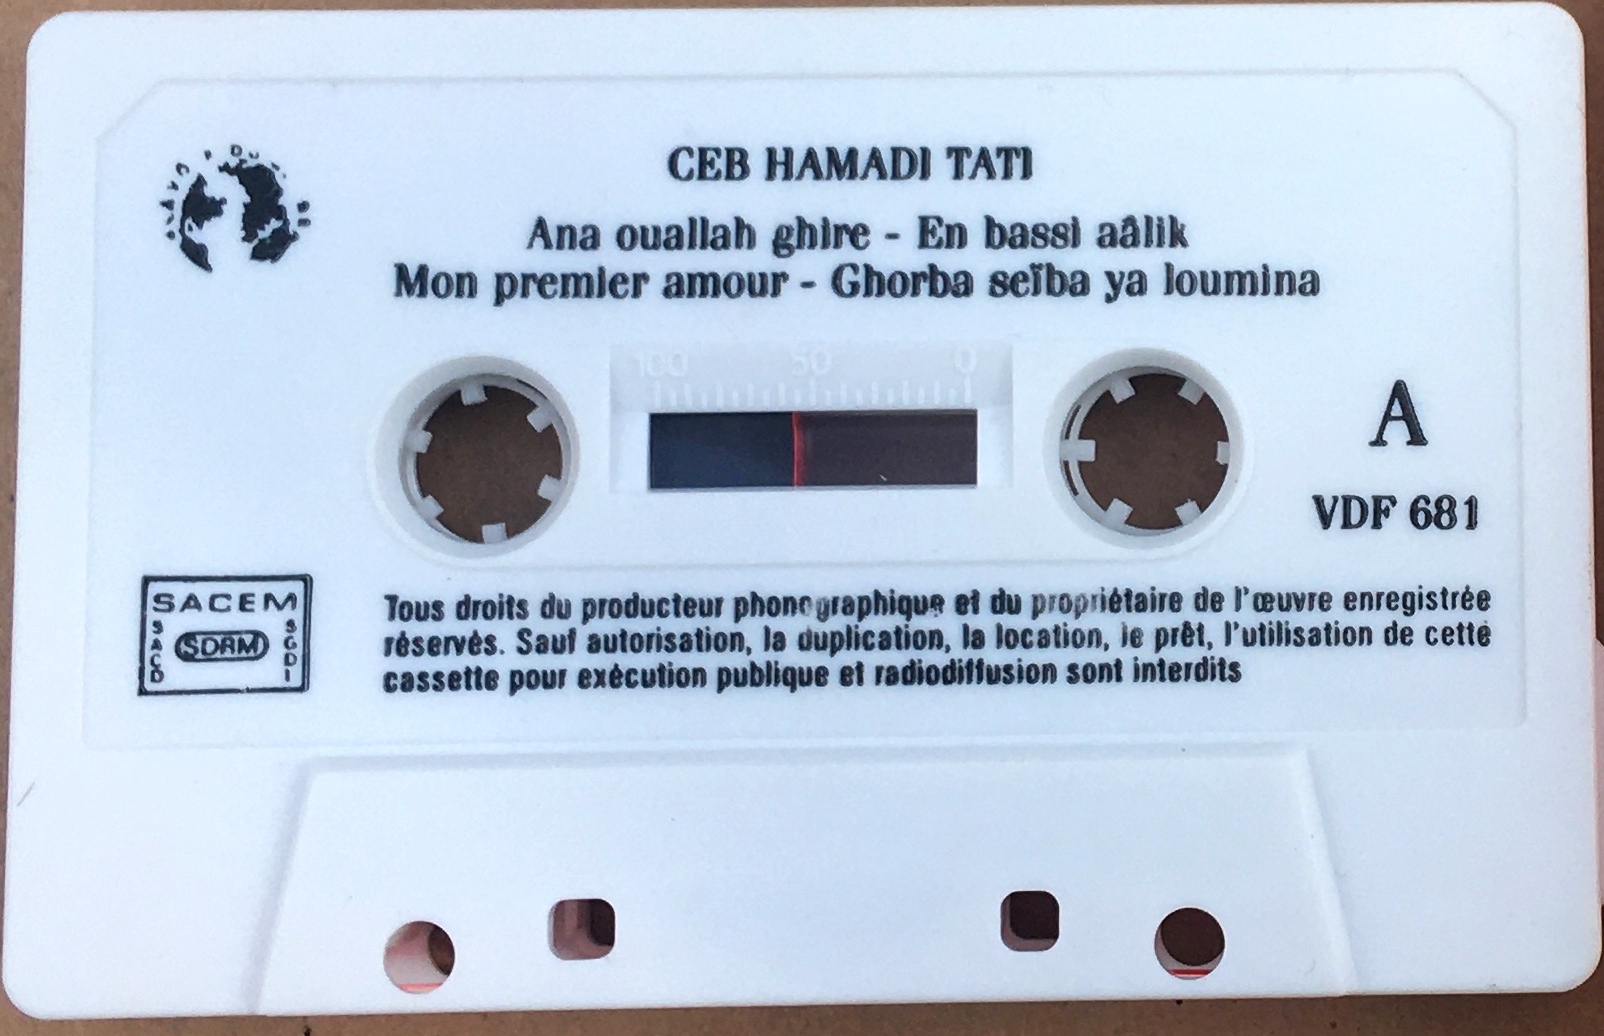 CEB HAMADI TATI
Ana ouallah ghire - En bassi aâlik
Mon premier amour - Ghorba seïba ya loumina
100 50 0
A
VDF 681
SACEM
SACD
SDRM
SGDL
Tous droits du producteur phonographique et du propriétaire de l'œuvre enregistrée
réservés. Sauf autorisation, la duplication, la location, le prêt, l'utilisation de cette
cassette pour exécution publique et radiodiffusion sont interdits